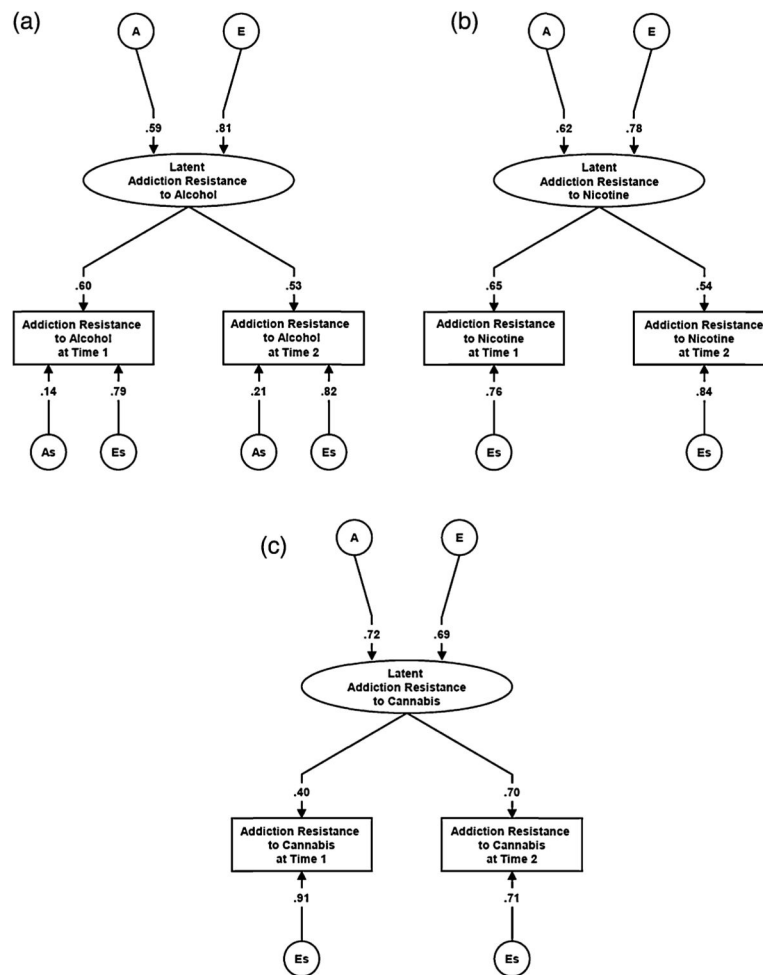 (a)
A
E
.59
.81
Latent
Addiction Resistance
to Alcohol
.60
.53
Addiction Resistance
to Alcohol
at Time 1
Addiction Resistance
to Alcohol
at Time 2
.14
.79
.21
.82
As
Es
As
Es
(b)
A
E
.62
.78
Latent
Addiction Resistance
to Nicotine
.65
.54
Addiction Resistance
to Nicotine
at Time 1
Addiction Resistance
to Nicotine
at Time 2
.76
.84
Es
Es
(c)
A
E
.72
.69
Latent
Addiction Resistance
to Cannabis
.40
.70
Addiction Resistance
to Cannabis
at Time 1
Addiction Resistance
to Cannabis
at Time 2
.91
.71
Es
Es